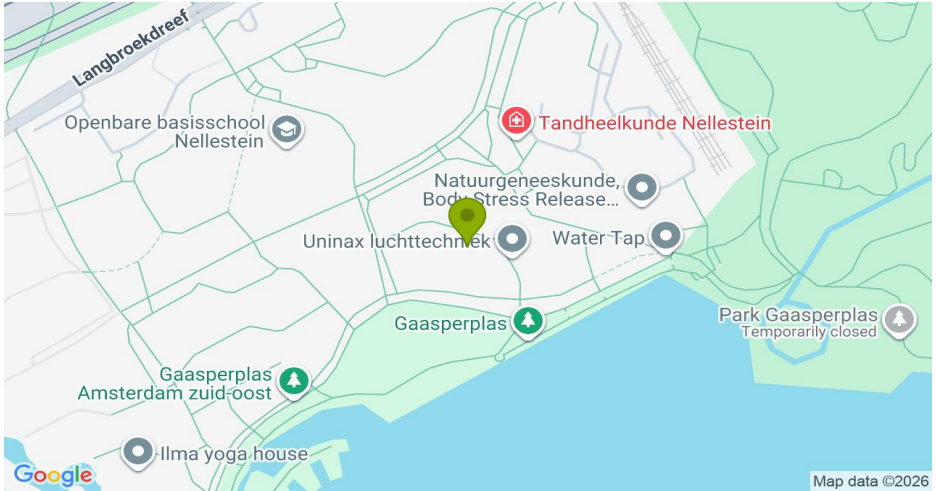 Langbroekdreef
Openbare basisschool
Nellestein
Tandheelkunde Nellestein
Natuurgeneeskunde,
Body Stress Release...
Uninax luchttechniek
Water Tap
Gaasperplas
Park Gaasperplas
Temporarily closed
Gaasperplas
Amsterdam zuid-oost
Ilma yoga house
Google
Map data ©2026